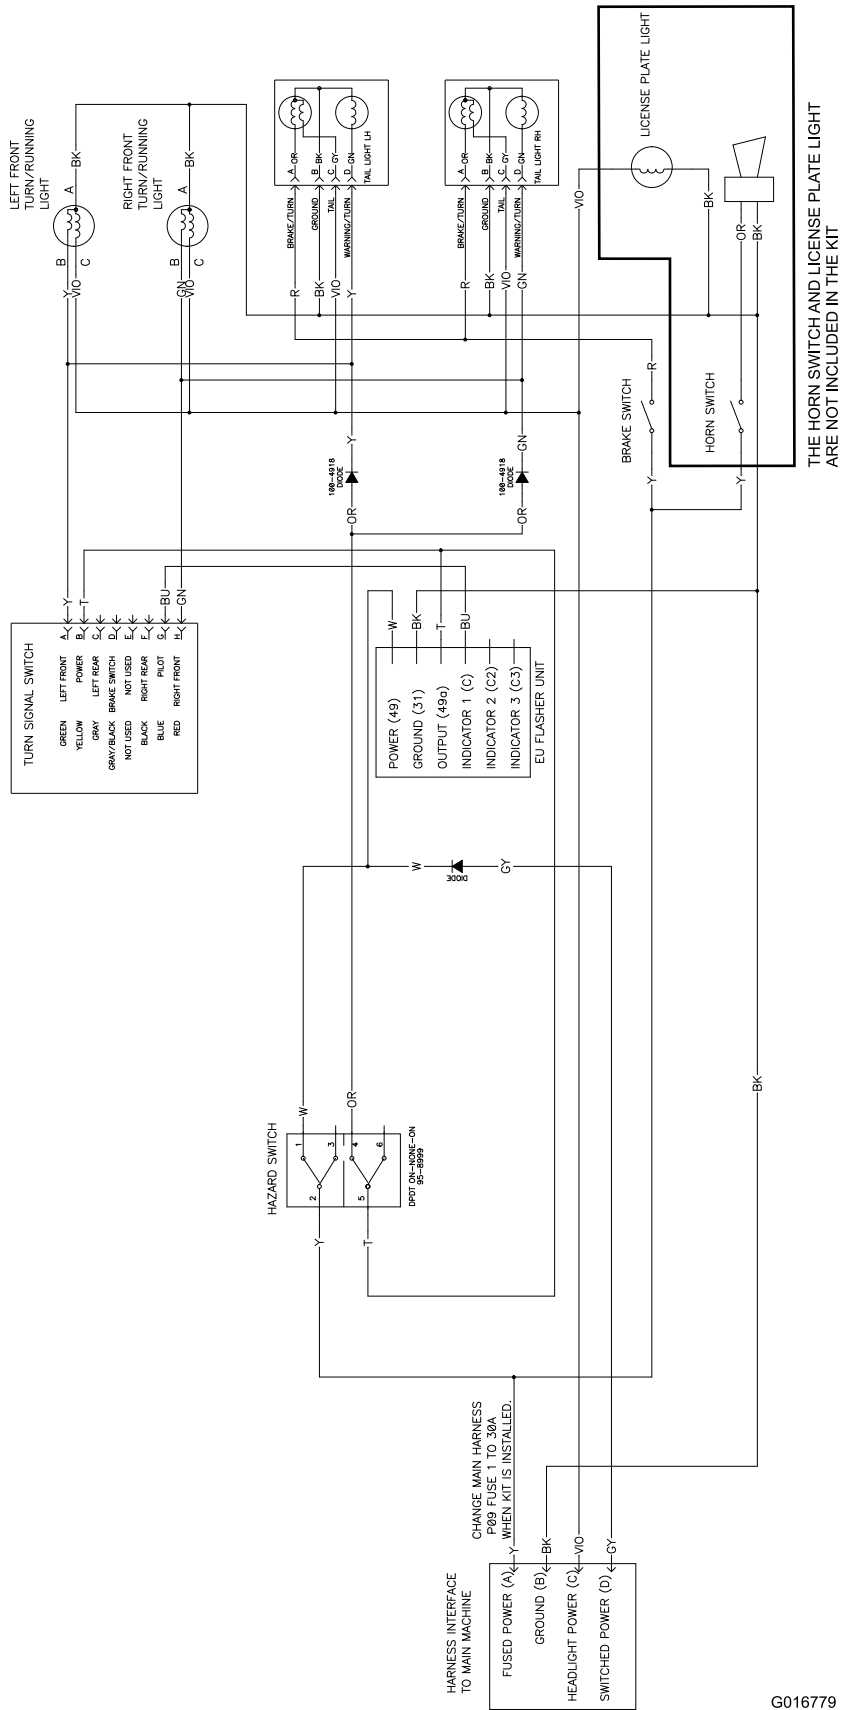 LEFT FRONT
TURN/RUNNING
LIGHT
A
BK
B
C
Y
VIO
RIGHT FRONT
TURN/RUNNING
LIGHT
A
BK
B
C
GN
VIO
A OR
B BK
C GY
D GN
TAIL LIGHT LH
BRAKE/TURN
GROUND
TAIL
WARNING/TURN
R
BK
VIO
Y
A OR
B BK
C GY
D GN
TAIL LIGHT RH
BRAKE/TURN
GROUND
TAIL
WARNING/TURN
R
BK
VIO
GN
LICENSE PLATE LIGHT
VIO
BK
OR
BK
THE HORN SWITCH AND LICENSE PLATE LIGHT
ARE NOT INCLUDED IN THE KIT
R
BRAKE SWITCH
Y
HORN SWITCH
Y
Y
100-4918
DIODE
OR
GN
100-4918
DIODE
OR
TURN SIGNAL SWITCH
Y
T
BU
GN
A LEFT FRONT GREEN
B POWER YELLOW
C LEFT REAR GRAY
D BRAKE SWITCH GRAY/BLACK
E NOT USED NOT USED
F RIGHT REAR BLACK
G PILOT BLUE
H RIGHT FRONT RED
W
BK
T
BU
POWER (49)
GROUND (31)
OUTPUT (49a)
INDICATOR 1 (C)
INDICATOR 2 (C2)
INDICATOR 3 (C3)
EU FLASHER UNIT
W
DIODE
GY
HAZARD SWITCH
W
OR
1
3
4
6
2
5
DPDT ON-NONE-ON
95-8999
Y
T
BK
CHANGE MAIN HARNESS
P09 FUSE 1 TO 30A
WHEN KIT IS INSTALLED.
Y
BK
VIO
GY
HARNESS INTERFACE
TO MAIN MACHINE
FUSED POWER (A)
GROUND (B)
HEADLIGHT POWER (C)
SWITCHED POWER (D)
G016779